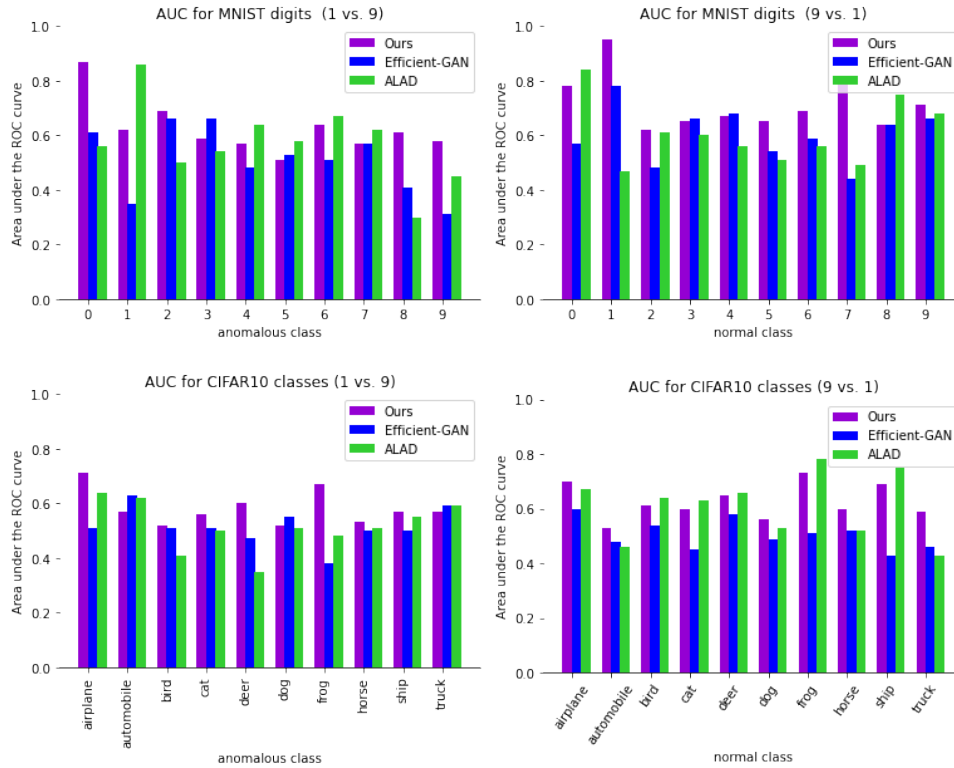 AUC for MNIST digits (1 vs. 9)
1.0
0.8
0.6
0.4
0.2
0.0
Area under the ROC curve
Ours
Efficient-GAN
ALAD
0 1 2 3 4 5 6 7 8 9
anomalous class
AUC for MNIST digits (9 vs. 1)
1.0
0.8
0.6
0.4
0.2
0.0
Area under the ROC curve
Ours
Efficient-GAN
ALAD
0 1 2 3 4 5 6 7 8 9
normal class
AUC for CIFAR10 classes (1 vs. 9)
1.0
0.8
0.6
0.4
0.2
0.0
Area under the ROC curve
Ours
Efficient-GAN
ALAD
airplane
automobile
bird
cat
deer
dog
frog
horse
ship
truck
anomalous class
AUC for CIFAR10 classes (9 vs. 1)
1.0
0.8
0.6
0.4
0.2
0.0
Area under the ROC curve
Ours
Efficient-GAN
ALAD
airplane
automobile
bird
cat
deer
dog
frog
horse
ship
truck
normal class